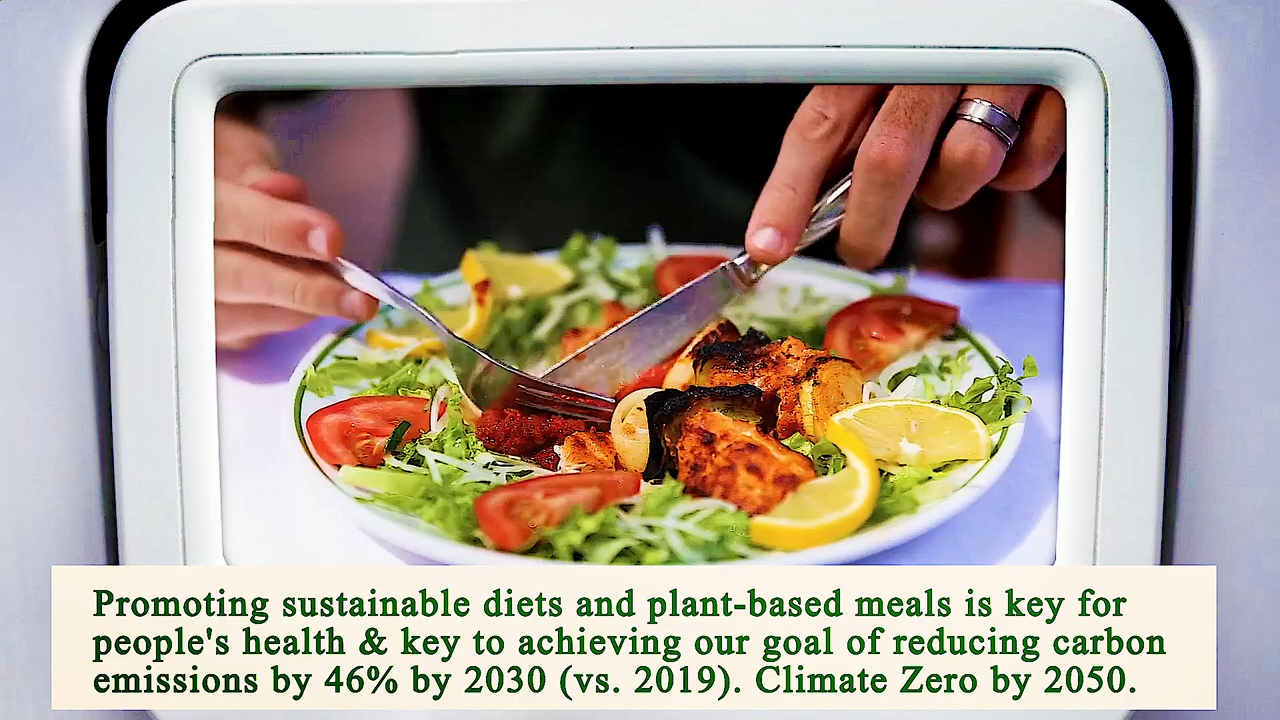 Promoting sustainable diets and plant-based meals is key for
people's health & key to achieving our goal of reducing carbon
emissions by 46% by 2030 (vs. 2019). Climate Zero by 2050.